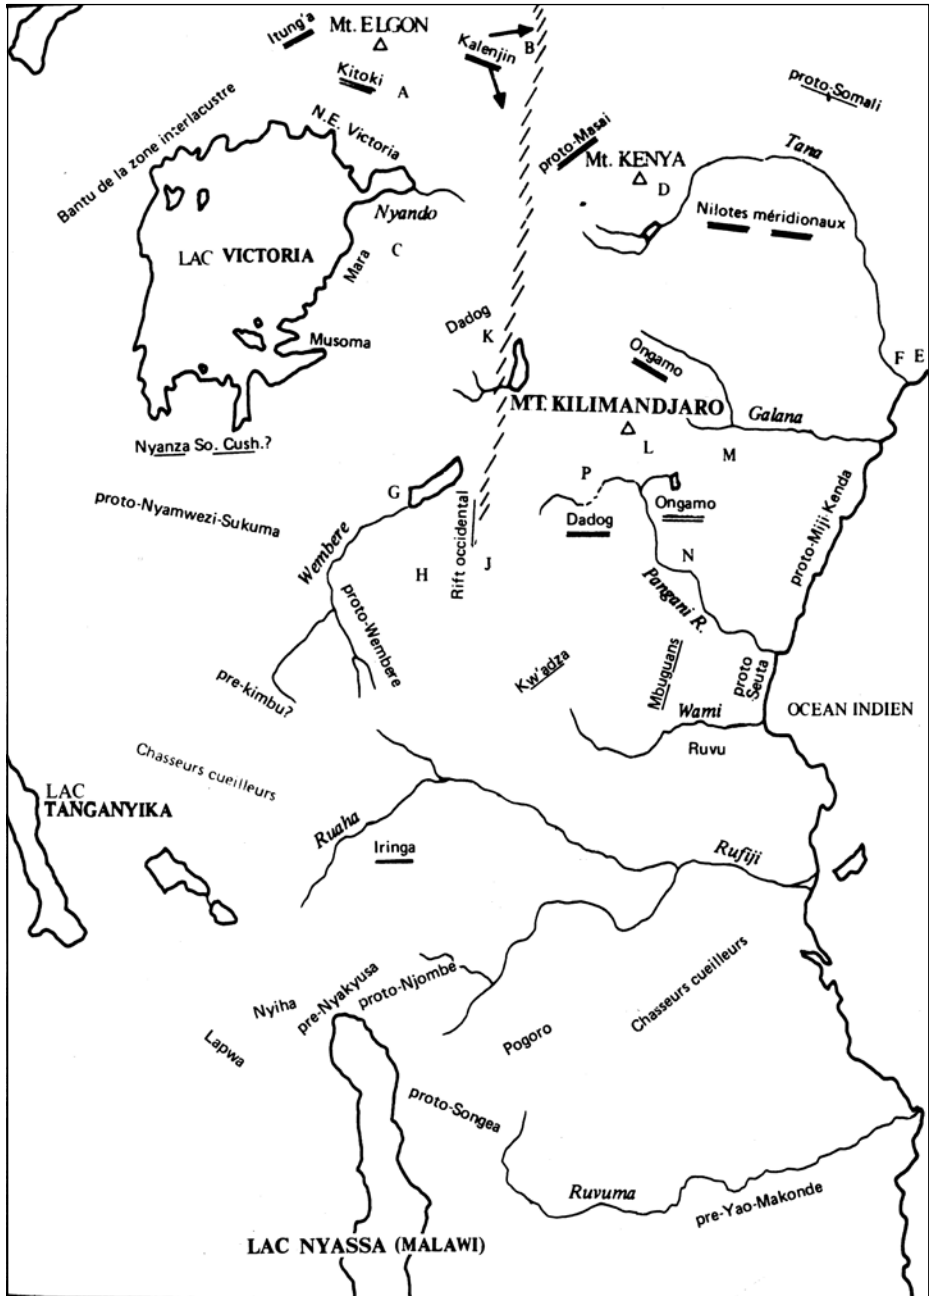 Itung'a
Mt. ELGON
Kalenjin
B
Kitoki
A
proto-Somali
Bantu de la zone interlacustre
N.E. Victoria
proto-Masai
Mt. KENYA
Tana
D
Nyando
Nilotes méridionaux
LAC VICTORIA
Mara
C
Dadog
K
Musoma
Ongamo
F E
MT. KILIMANDJARO
Galana
L
M
Nyanza So. Cush.?
proto-Nyamwezi-Sukuma
G
P
Ongamo
Dadog
proto-Miji-Kenda
Wembere
Rift occidental
H
J
N
Pangani R.
proto-Wembere
pre-kimbu?
Kw'adza
Mbuguans
proto
Seuta
Wami
OCEAN INDIEN
Ruvu
Chasseurs cueilleurs
LAC
TANGANYIKA
Ruaha
Iringa
Rufiji
Nyiha
pre-Nyakyusa
proto-Njombe
Chasseurs cueilleurs
Lapwa
Pogoro
proto-Songea
Ruvuma
pre-Yao-Makonde
LAC NYASSA (MALAWI)